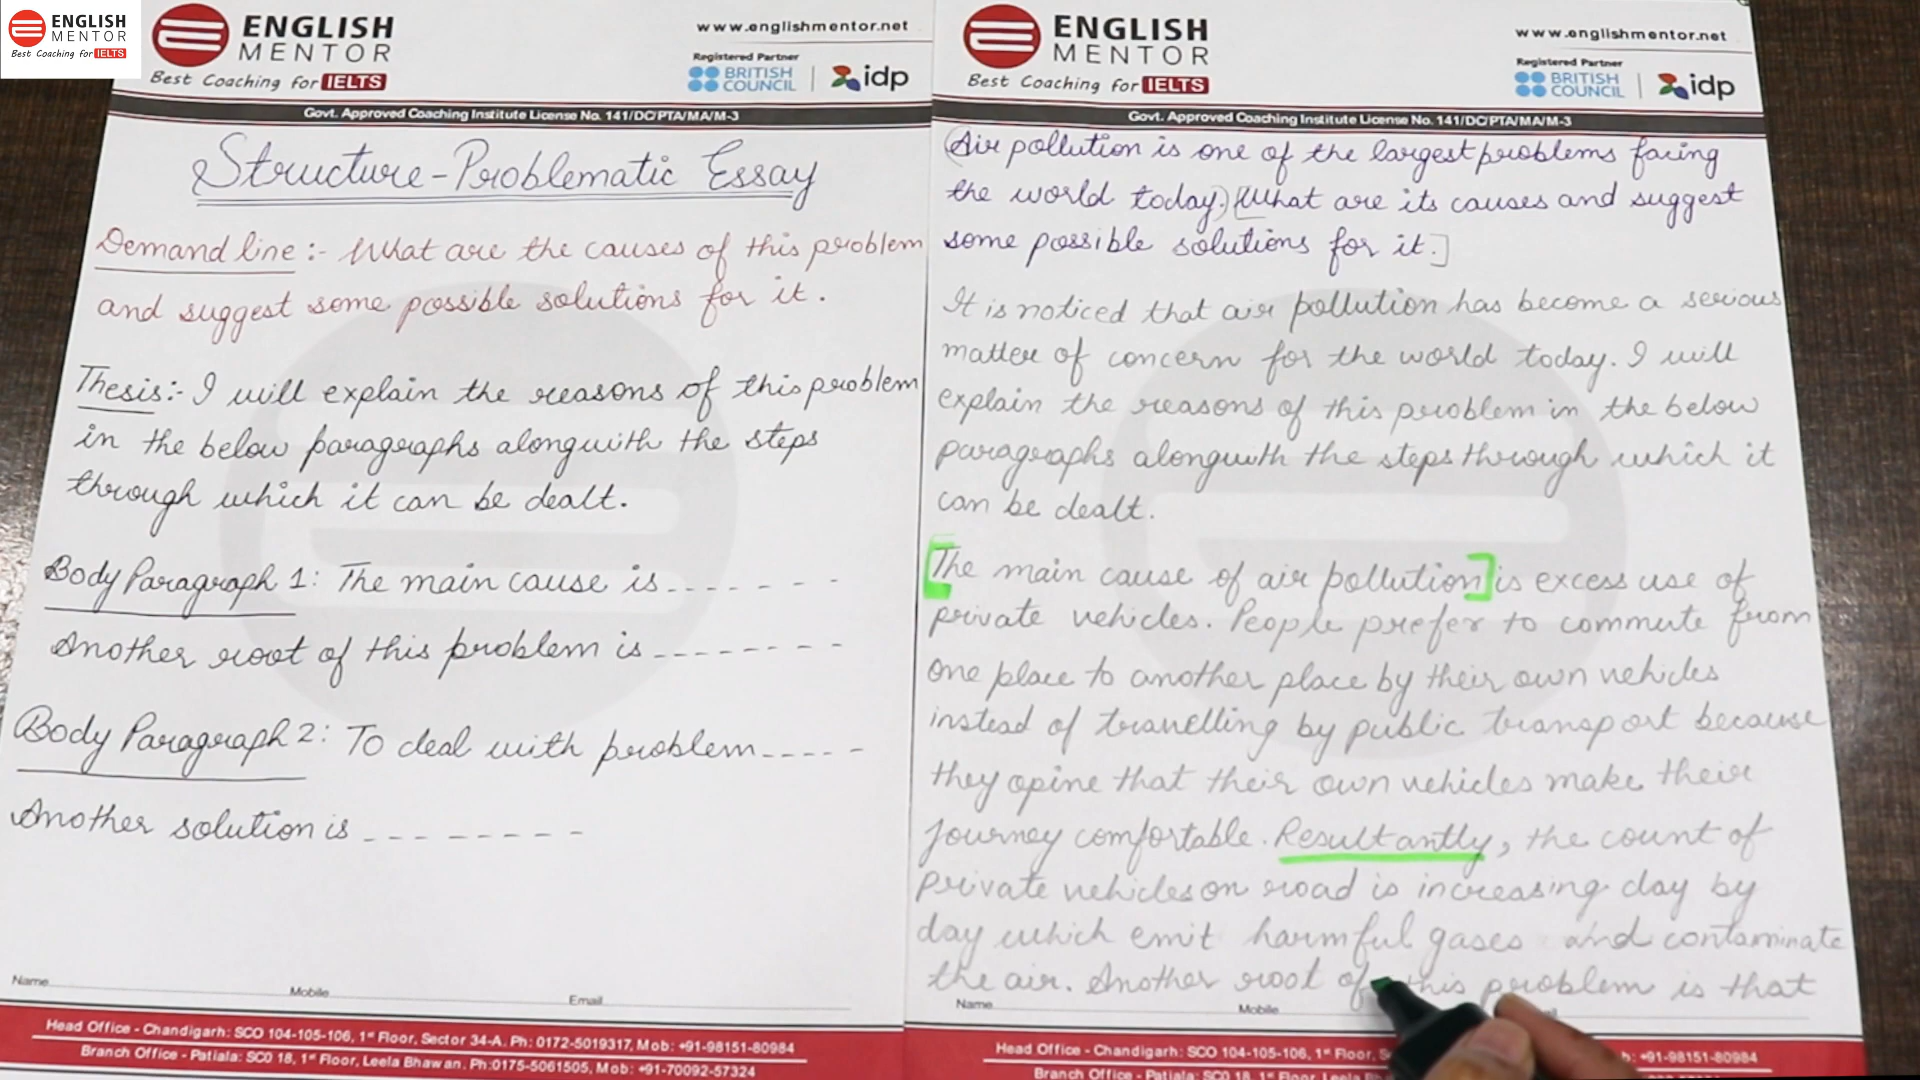 ENGLISH
MENTOR
Best Coaching for IELTS
ENGLISH
MENTOR
Best Coaching for IELTS
www.englishmentor.net
Registered Partner
BRITISH
COUNCIL
idp
Govt. Approved Coaching Institute License No. 141/DC/PTA/MA/M-3
Structure-Problematic Essay
Demand line :- What are the causes of this problem
and suggest some possible solutions for it.
Thesis:- I will explain the reasons of this problem
in the below paragraphs alongwith the steps
through which it can be dealt.
Body Paragraph 1: The main cause is -------
Another root of this problem is --------
Body Paragraph 2: To deal with problem-----
Another solution is --------
Name
Mobile
Email
Head Office - Chandigarh: SCO 104-105-106, 1st Floor, Sector 34-A. Ph: 0172-5019317, Mob: +91-98151-80984
Branch Office - Patiala: SCO 18, 1st Floor, Leela Bhawan. Ph:0175-5061505, Mob: +91-70092-57324
ENGLISH
MENTOR
Best Coaching for IELTS
www.englishmentor.net
Registered Partner
BRITISH
COUNCIL
idp
Govt. Approved Coaching Institute License No. 141/DC/PTA/MA/M-3
(Air pollution is one of the largest problems facing
the world today.) [What are its causes and suggest
some possible solutions for it.]
It is noticed that air pollution has become a serious
matter of concern for the world today. I will
explain the reasons of this problem in the below
paragraphs alongwith the steps through which it
can be dealt.
[The main cause of air pollution] is excess use of
private vehicles. People prefer to commute from
one place to another place by their own vehicles
instead of travelling by public transport because
they opine that their own vehicles make their
journey comfortable. Resultantly, the count of
private vehicles on road is increasing day by
day which emit harmful gases and contaminate
the air. Another root of this problem is that
Name
Mobile
Head Office - Chandigarh: SCO 104-105-106, 1st Floor, +91-98151-80984
Branch Office - Patiala: SCO 18, 1st Floor,